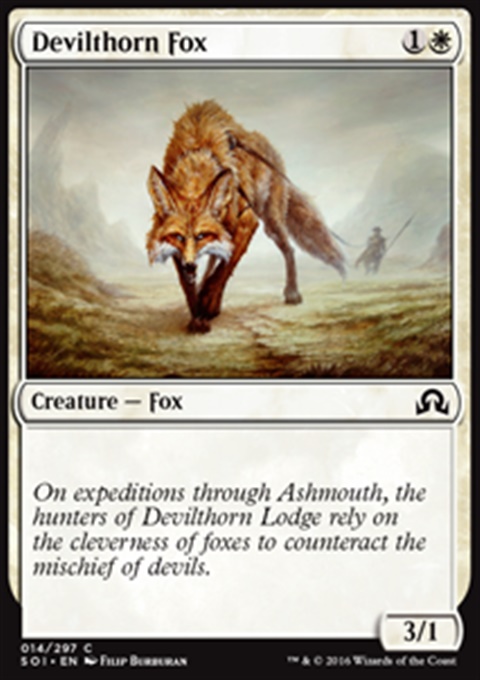 Devilthorn Fox
1
Creature — Fox
On expeditions through Ashmouth, the
hunters of Devilthorn Lodge rely on
the cleverness of foxes to counteract the
mischief of devils.
3/1
014/297 C
SOI • EN Filip Burburan
™ & © 2016 Wizards of the Coast